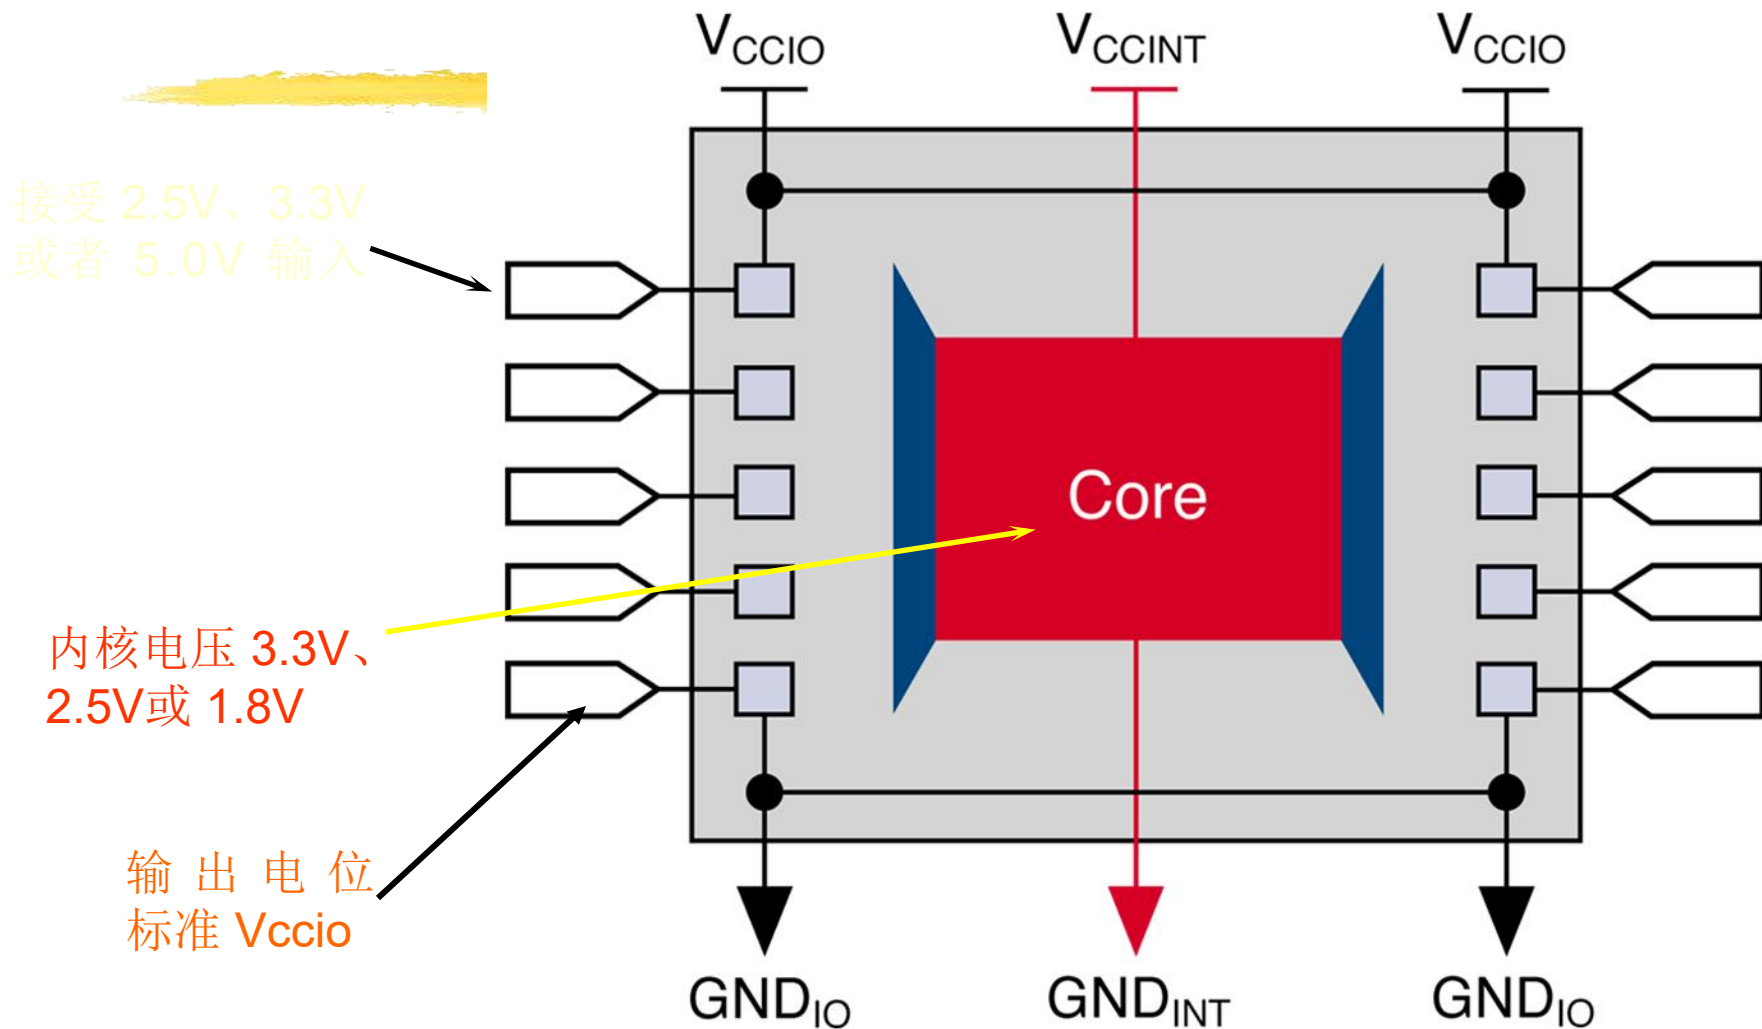 VCCIO VCCINT VCCIO
接受 2.5V、3.3V
或者 5.0V 输入
Core
内核电压 3.3V、
2.5V或 1.8V
输出电位
标准 Vccio
GNDIO GNDINT GNDIO